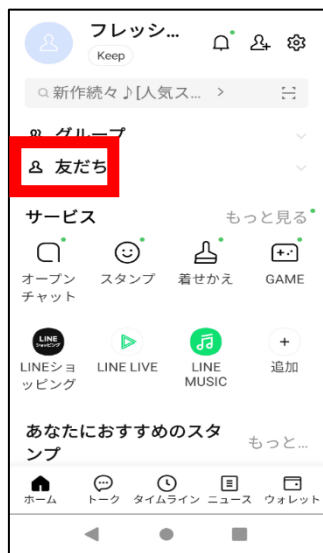 フレッシ...
Keep
新作続々♪[人気ス... >
グループ
友だち
サービス もっと見る
オープンチャット スタンプ 着せかえ GAME
LINE
ショッピング
LINEショッピング LINE LIVE LINE MUSIC 追加
あなたにおすすめのスタンプ もっと...
ホーム トーク タイムライン ニュース ウォレット